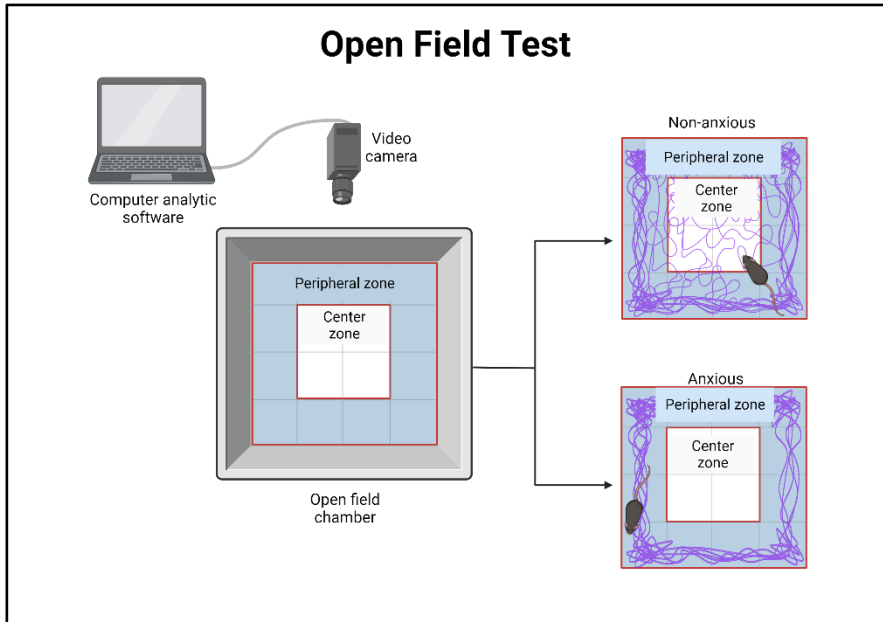 Open Field Test
Video
camera
Computer analytic
software
Peripheral zone
Center
zone
Open field
chamber
Non-anxious
Peripheral zone
Center
zone
Anxious
Peripheral zone
Center
zone